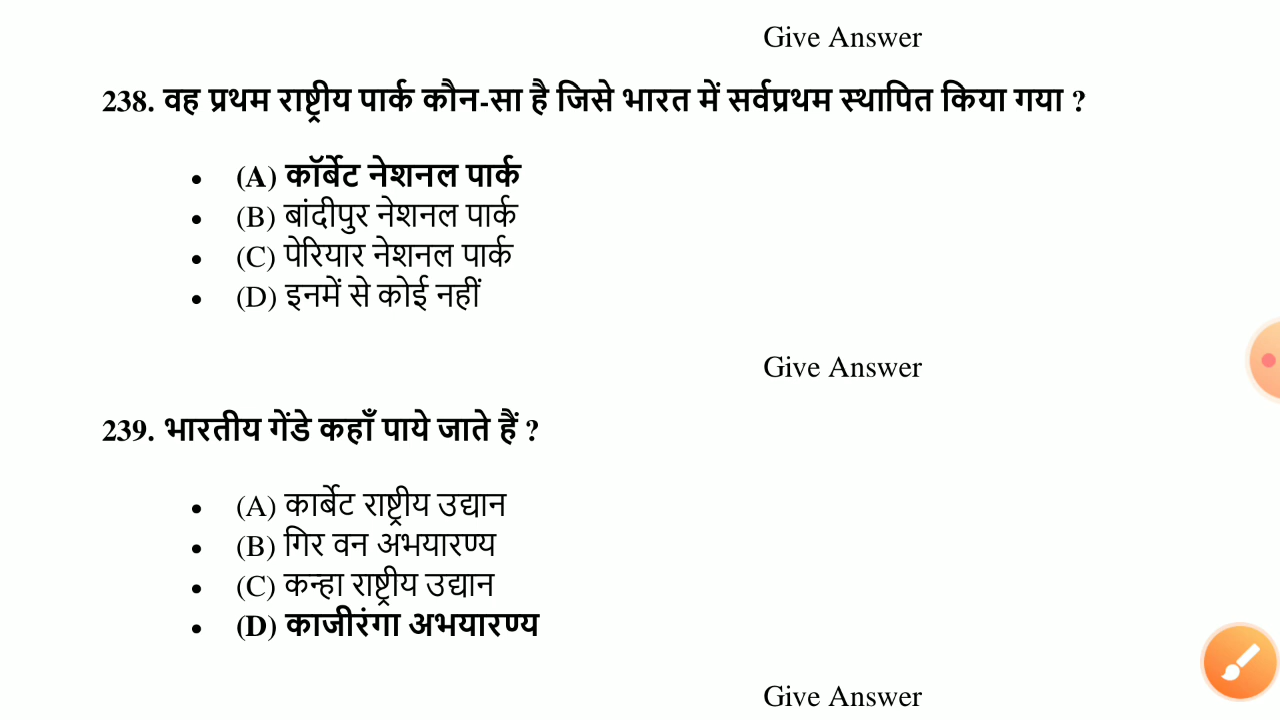 Give Answer
238. वह प्रथम राष्ट्रीय पार्क कौन-सा है जिसे भारत में सर्वप्रथम स्थापित किया गया ?
• (A) कॉर्बेट नेशनल पार्क
• (B) बांदीपुर नेशनल पार्क
• (C) पेरियार नेशनल पार्क
• (D) इनमें से कोई नहीं
Give Answer
239. भारतीय गेंडे कहाँ पाये जाते हैं ?
• (A) कार्बेट राष्ट्रीय उद्यान
• (B) गिर वन अभयारण्य
• (C) कन्हा राष्ट्रीय उद्यान
• (D) काजीरंगा अभयारण्य
Give Answer